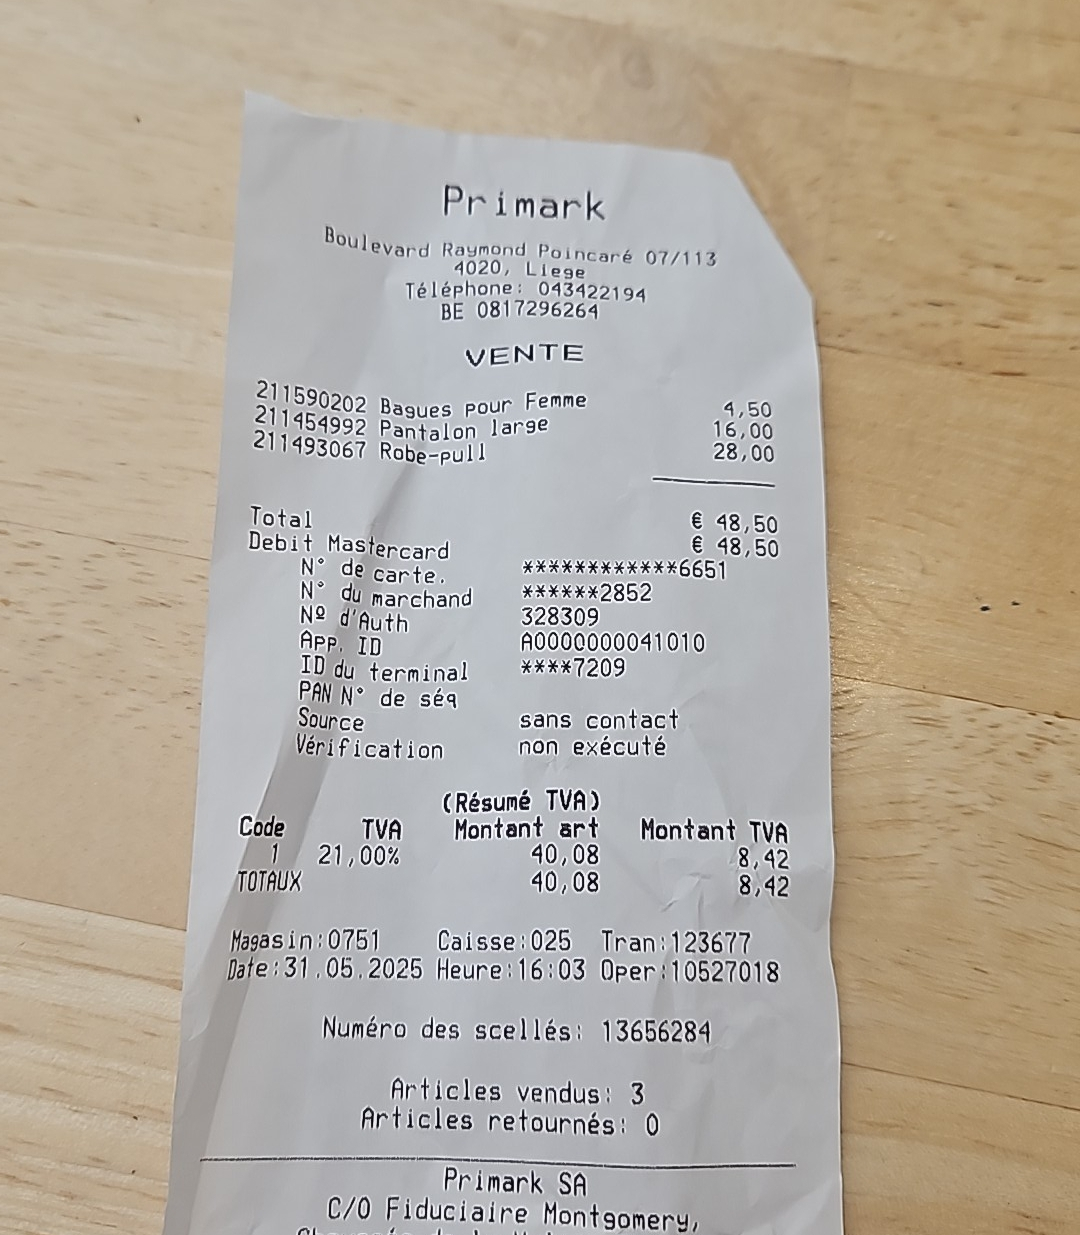 Primark
Boulevard Raymond Poincaré 07/113
4020, Liege
Téléphone: 043422194
BE 0817296264
VENTE
211590202 Bagues pour Femme 4,50
211454992 Pantalon large 16,00
211493067 Robe-pull 28,00
Total € 48,50
Debit Mastercard € 48,50
N° de carte. ************6651
N° du marchand ******2852
Nº d'Auth 328309
App. ID A0000000041010
ID du terminal ****7209
PAN N° de séq
Source sans contact
Vérification non exécuté
(Résumé TVA)
Code TVA Montant art Montant TVA
1 21,00% 40,08 8,42
TOTAUX 40,08 8,42
Magasin:0751 Caisse:025 Tran:123677
Date:31.05.2025 Heure:16:03 Oper:10527018
Numéro des scellés: 13656284
Articles vendus: 3
Articles retournés: 0
Primark SA
C/O Fiduciaire Montgomery,